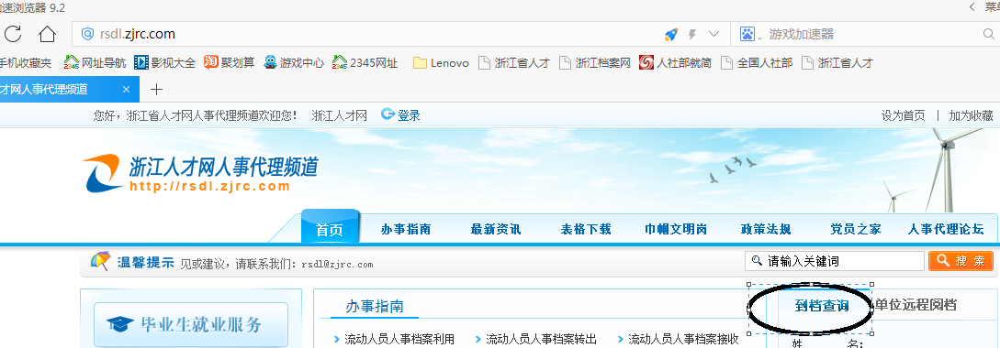 加速浏览器 9.2
rsdl.zjrc.com 游戏加速器
手机收藏夹 网址导航 影视大全 聚划算 游戏中心 2345网址 Lenovo 浙江省人才 浙江档案网 人社部就简 全国人社部 浙江省人才
才网人事代理频道
您好，浙江省人才网人事代理频道欢迎您！ 浙江人才网 登录 设为首页 | 加为收藏
浙江人才网人事代理频道
http://rsdl.zjrc.com
首页 办事指南 最新资讯 表格下载 巾帼文明岗 政策法规 党员之家 人事代理论坛
温馨提示 见或建议，请联系我们：rsdl@zjrc.com 请输入关键词 搜 索
毕业生就业服务 办事指南 到档查询 单位远程阅档
流动人员人事档案利用 流动人员人事档案转出 流动人员人事档案接收 姓 名：